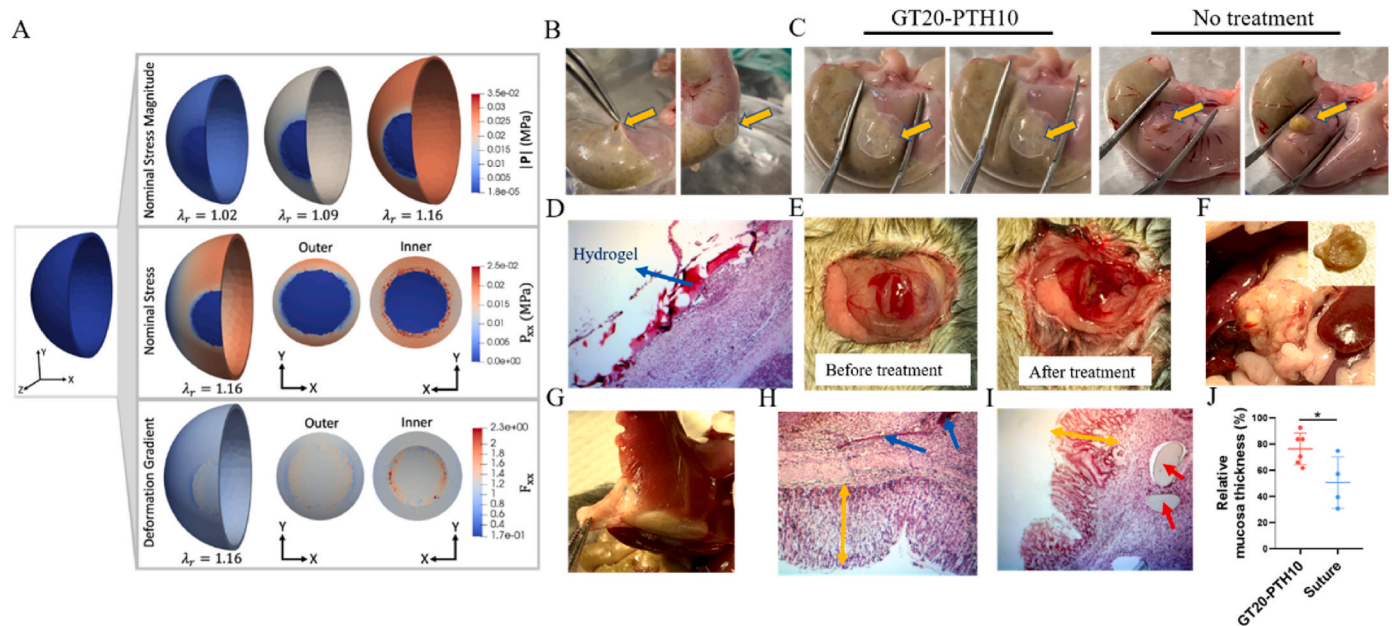 A
Nominal Stress Magnitude
λr = 1.02
λr = 1.09
λr = 1.16
3.5e-02
0.03
0.025
0.02
0.015
0.01
0.005
1.8e-05
|P| (MPa)
Y
Z
X
Nominal Stress
Outer
Inner
λr = 1.16
Y
X
Y
X
2.5e-02
0.02
0.015
0.01
0.005
0.0e+00
Pxx (MPa)
Deformation Gradient
Outer
Inner
λr = 1.16
Y
X
Y
X
2.3e+00
2
1.8
1.6
1.4
1.2
1
0.8
0.6
0.4
1.7e-01
Fxx
B
C
GT20-PTH10
No treatment
D
Hydrogel
E
Before treatment
After treatment
F
G
H
I
J
Relative
mucosa thickness (%)
100
80
60
40
20
0
*
GT20-PTH10
Suture